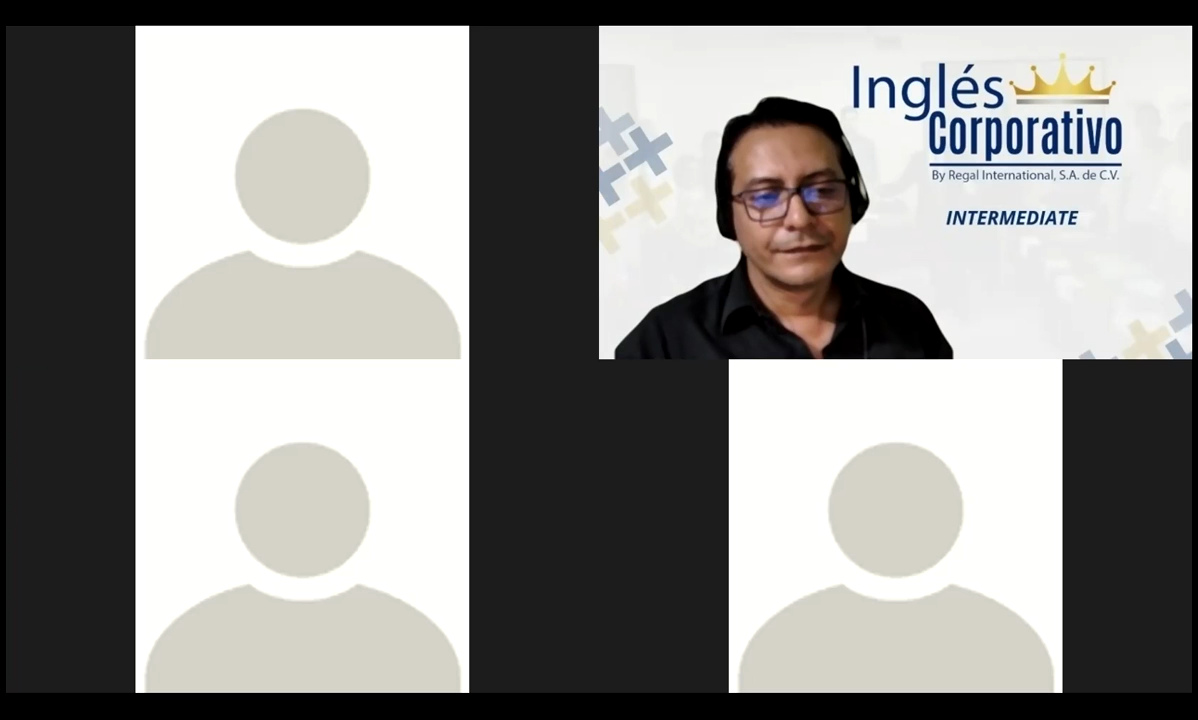 Inglés
Corporativo
By Regal International, S.A. de C.V.
INTERMEDIATE